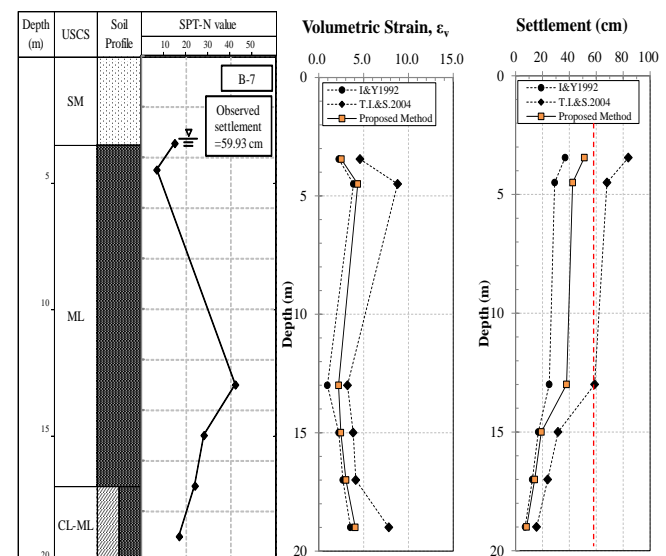 Depth
(m)
USCS
Soil
Profile
SPT-N value
10 20 30 40 50
B-7
Observed
settlement
=59.93 cm
SM
5
ML
10
15
CL-ML
20
Volumetric Strain, εv
0.0 5.0 10.0 15.0
0
I&Y1992
T.I.&S.2004
Proposed Method
5
10
15
20
Depth (m)
Settlement (cm)
0 20 40 60 80 100
0
I&Y1992
T.I.&S.2004
Proposed Method
5
10
15
20
Depth (m)